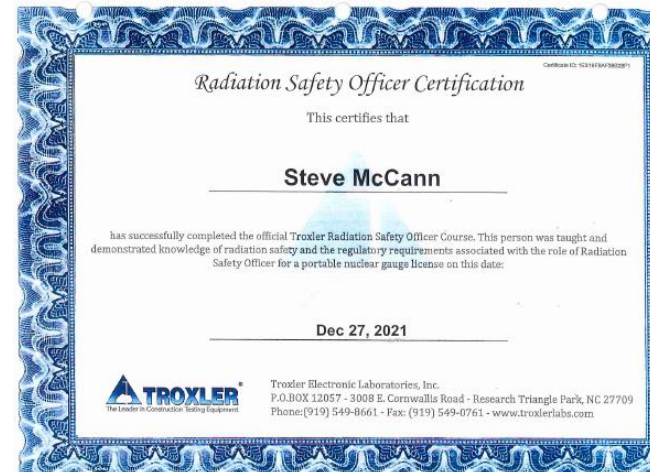 Certificate ID:
Radiation Safety Officer Certification
This certifies that
Steve McCann
has successfully completed the official Troxler Radiation Safety Officer Course. This person was taught and
demonstrated knowledge of radiation safety and the regulatory requirements associated with the role of Radiation
Safety Officer for a portable nuclear gauge license on this date:
Dec 27, 2021
TROXLER
The Leader in Construction Testing Equipment
Troxler Electronic Laboratories, Inc.
P.O.BOX 12057 - 3008 E. Cornwallis Road - Research Triangle Park, NC 27709
Phone:(919) 549-8661 - Fax: (919) 549-0761 - www.troxlerlabs.com